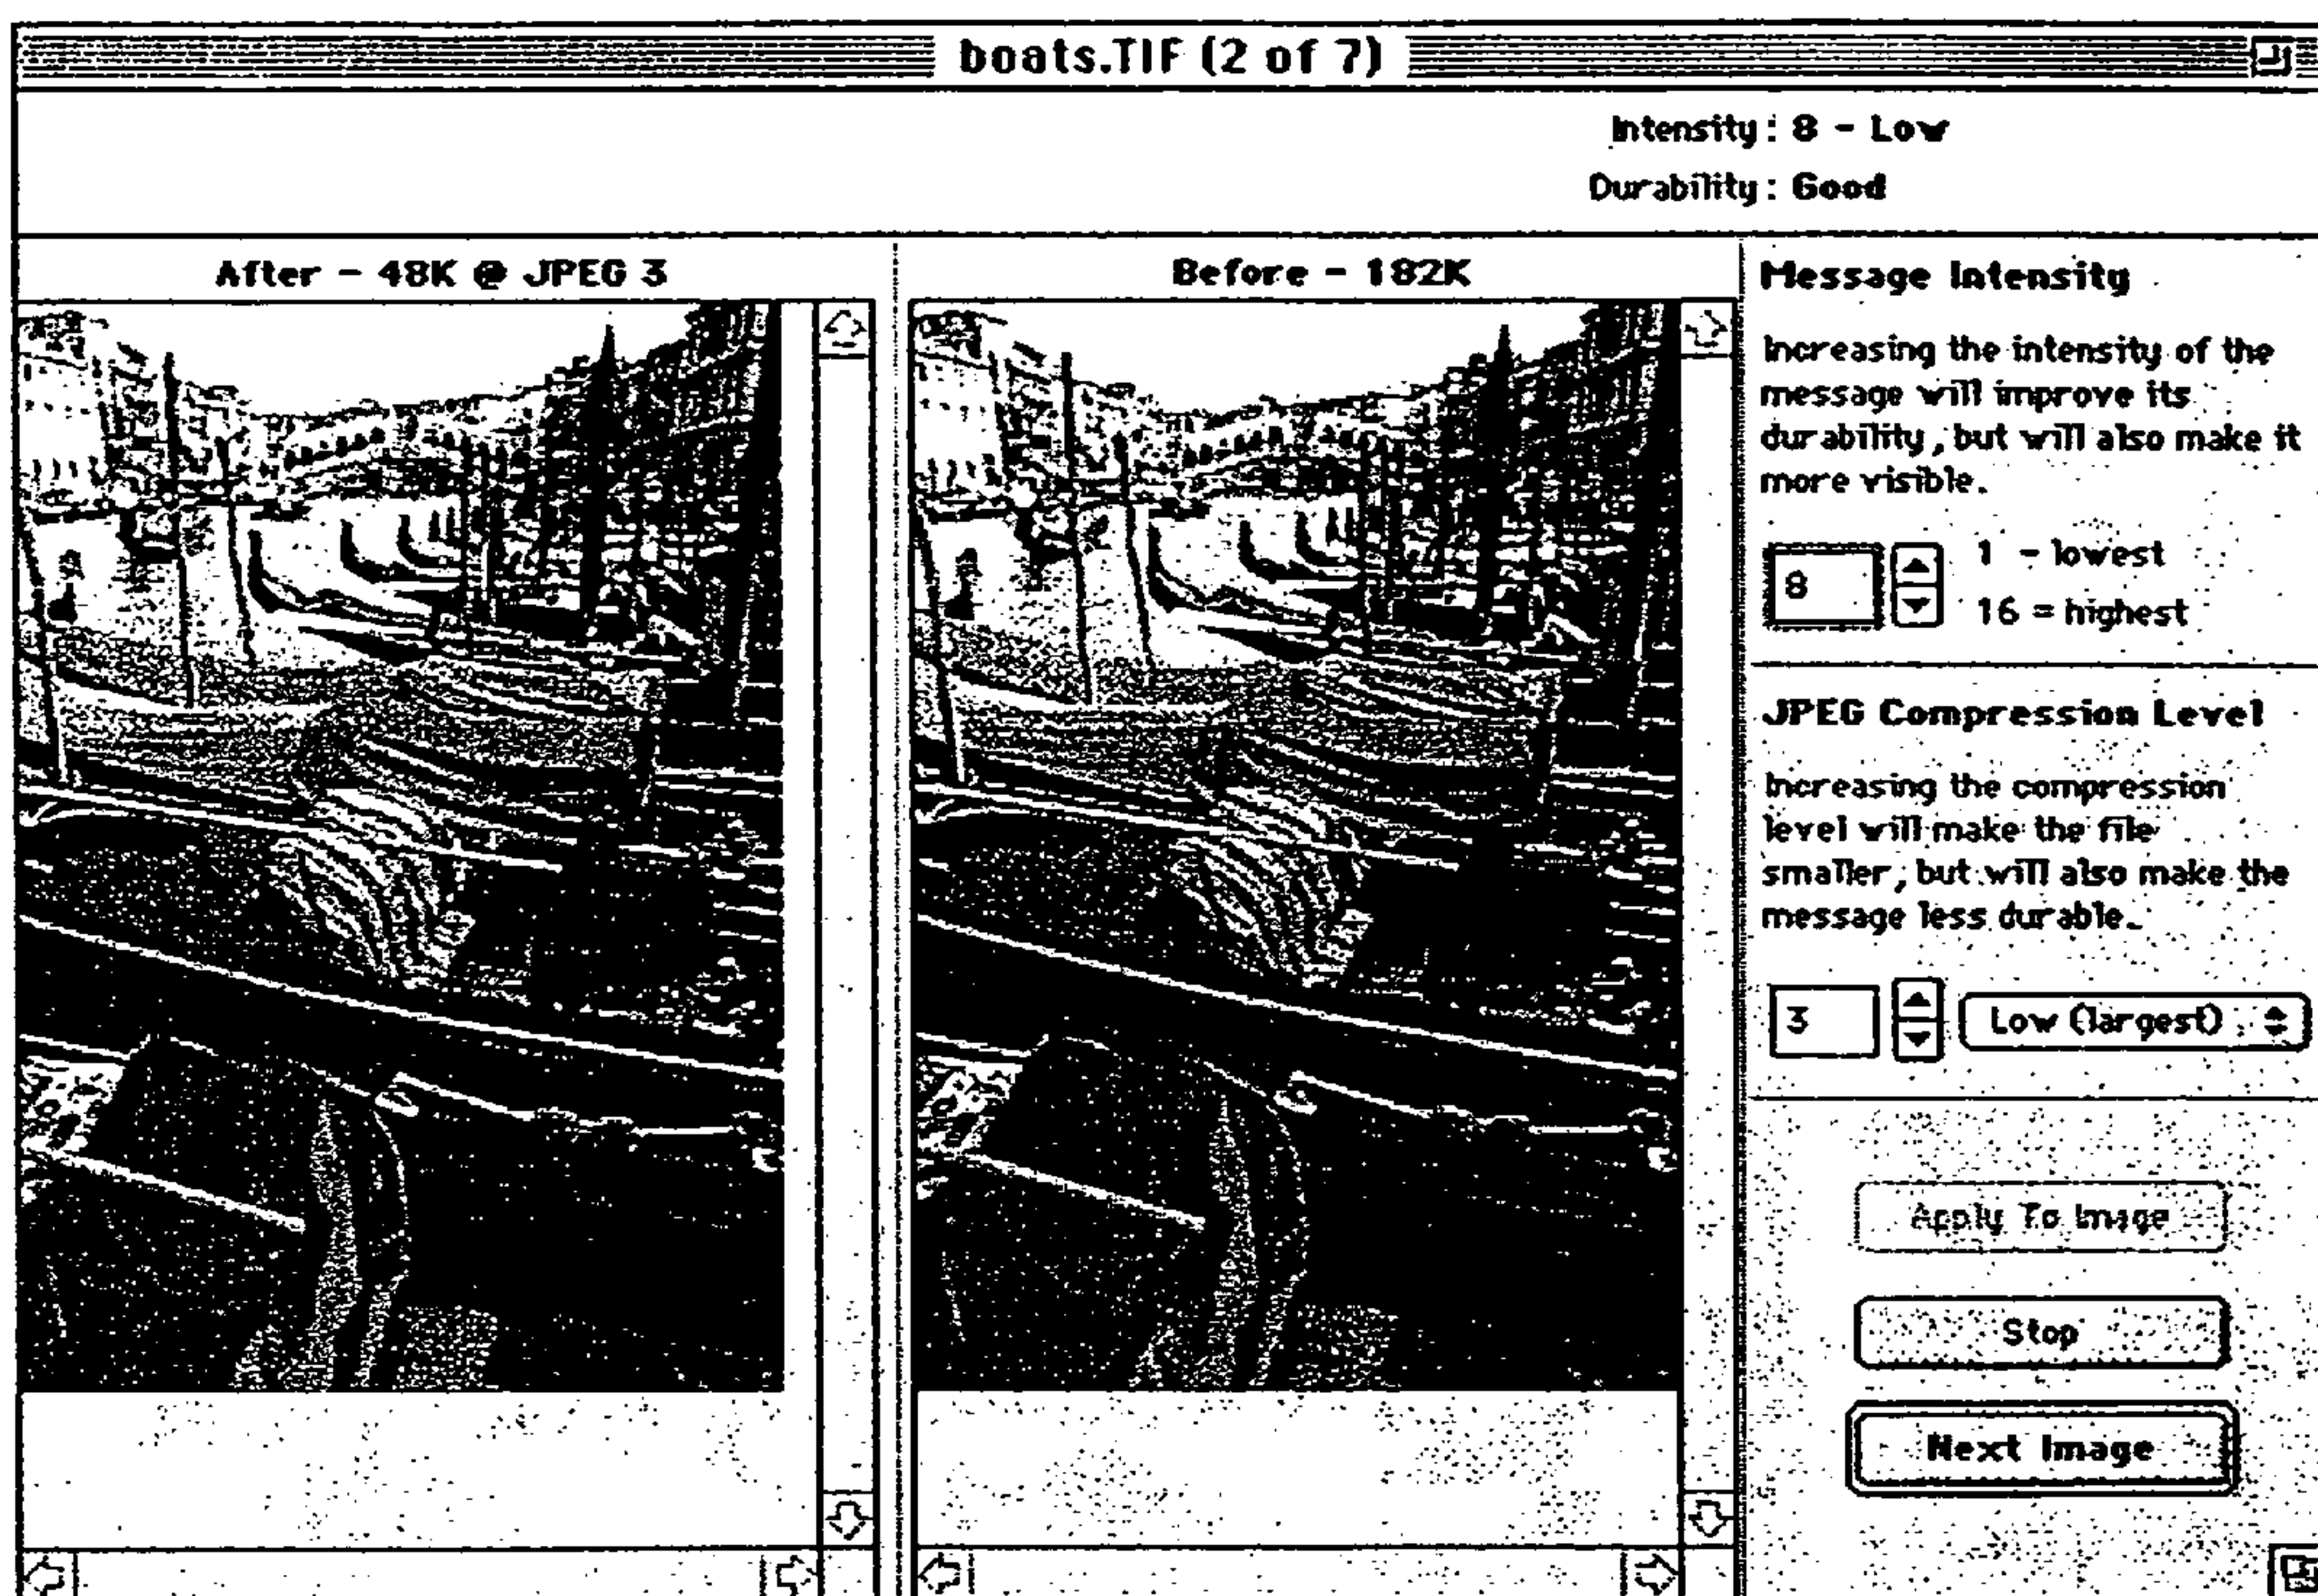 boats.TIF (2 of 7)
Intensity: 8 - Low
Durability: Good
After - 48K @ JPEG 3
Before - 182K
Message Intensity
Increasing the intensity of the
message will improve its
durability, but will also make it
more visible.
8
1 - lowest
16 = highest
JPEG Compression Level
Increasing the compression
level will make the file
smaller, but will also make the
message less durable.
3
Low (largest)
Apply To Image
Stop
Next Image